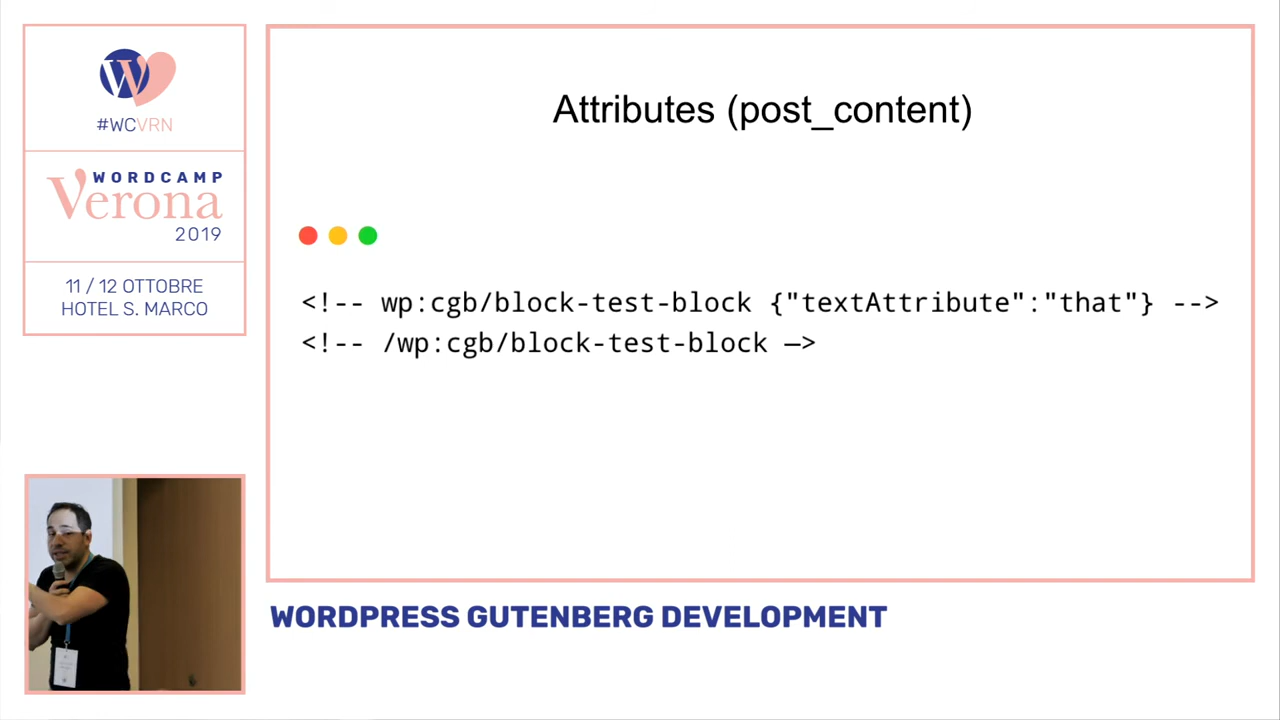 #WCVRN
WORDCAMP
Verona
2019
11 / 12 OTTOBRE
HOTEL S. MARCO
Attributes (post_content)
<!-- wp:cgb/block-test-block {"textAttribute":"that"} -->
<!-- /wp:cgb/block-test-block —>
WORDPRESS GUTENBERG DEVELOPMENT